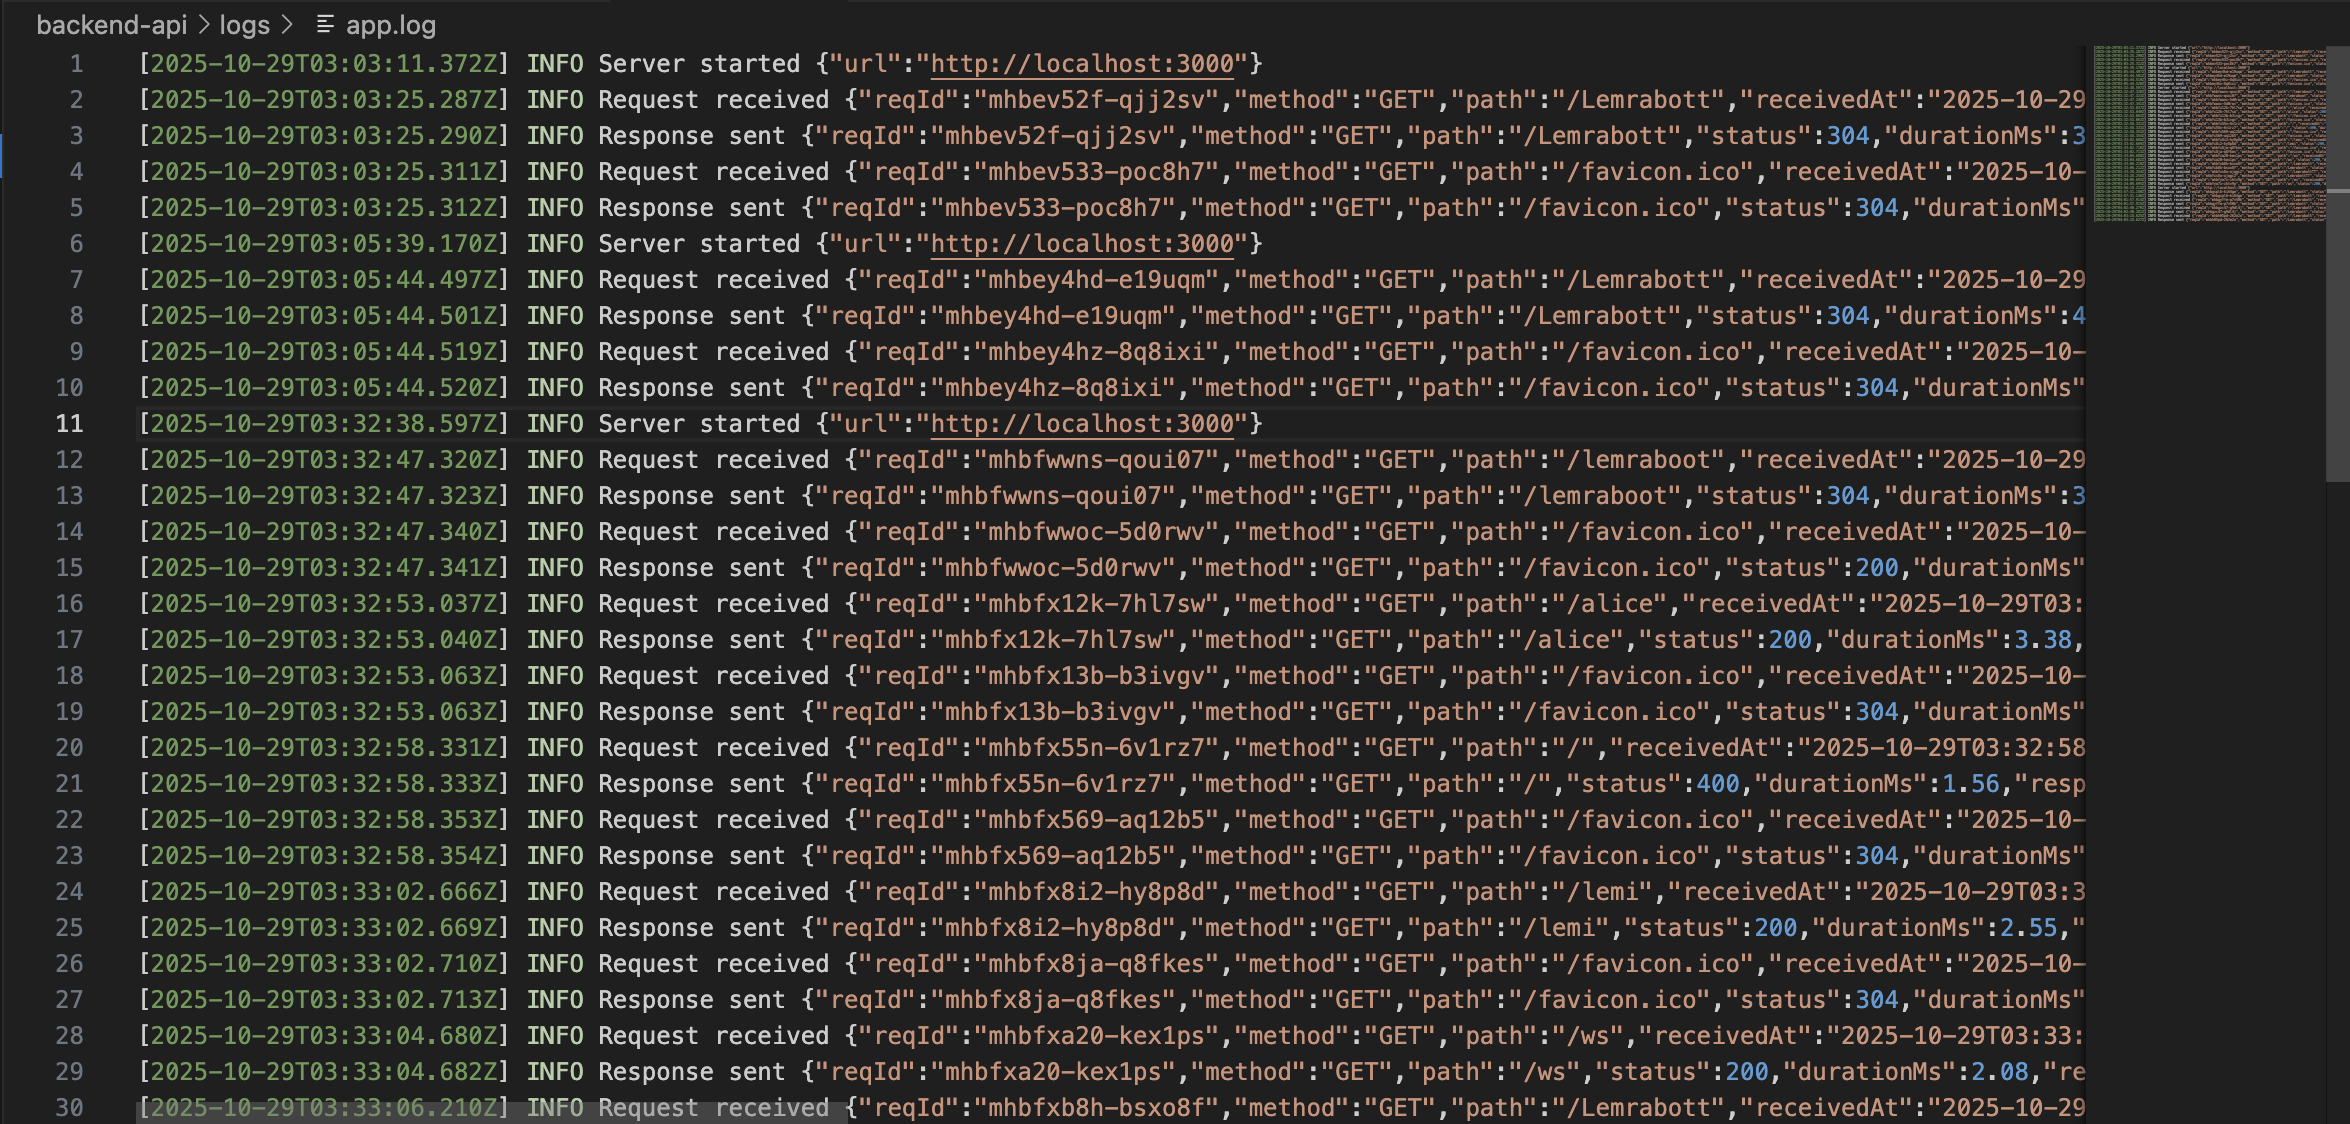 backend-api > logs > app.log
1 [2025-10-29T03:03:11.372Z] INFO Server started {"url":"http://localhost:3000"}
2 [2025-10-29T03:03:25.287Z] INFO Request received {"reqId":"mhbev52f-qjj2sv","method":"GET","path":"/Lemrabott","receivedAt":"2025-10-29
3 [2025-10-29T03:03:25.290Z] INFO Response sent {"reqId":"mhbev52f-qjj2sv","method":"GET","path":"/Lemrabott","status":304,"durationMs":3
4 [2025-10-29T03:03:25.311Z] INFO Request received {"reqId":"mhbev533-poc8h7","method":"GET","path":"/favicon.ico","receivedAt":"2025-10-
5 [2025-10-29T03:03:25.312Z] INFO Response sent {"reqId":"mhbev533-poc8h7","method":"GET","path":"/favicon.ico","status":304,"durationMs"
6 [2025-10-29T03:05:39.170Z] INFO Server started {"url":"http://localhost:3000"}
7 [2025-10-29T03:05:44.497Z] INFO Request received {"reqId":"mhbey4hd-e19uqm","method":"GET","path":"/Lemrabott","receivedAt":"2025-10-29
8 [2025-10-29T03:05:44.501Z] INFO Response sent {"reqId":"mhbey4hd-e19uqm","method":"GET","path":"/Lemrabott","status":304,"durationMs":4
9 [2025-10-29T03:05:44.519Z] INFO Request received {"reqId":"mhbey4hz-8q8ixi","method":"GET","path":"/favicon.ico","receivedAt":"2025-10-
10 [2025-10-29T03:05:44.520Z] INFO Response sent {"reqId":"mhbey4hz-8q8ixi","method":"GET","path":"/favicon.ico","status":304,"durationMs"
11 [2025-10-29T03:32:38.597Z] INFO Server started {"url":"http://localhost:3000"}
12 [2025-10-29T03:32:47.320Z] INFO Request received {"reqId":"mhbfwwns-qoui07","method":"GET","path":"/lemraboot","receivedAt":"2025-10-29
13 [2025-10-29T03:32:47.323Z] INFO Response sent {"reqId":"mhbfwwns-qoui07","method":"GET","path":"/lemraboot","status":304,"durationMs":3
14 [2025-10-29T03:32:47.340Z] INFO Request received {"reqId":"mhbfwwoc-5d0rwv","method":"GET","path":"/favicon.ico","receivedAt":"2025-10-
15 [2025-10-29T03:32:47.341Z] INFO Response sent {"reqId":"mhbfwwoc-5d0rwv","method":"GET","path":"/favicon.ico","status":200,"durationMs"
16 [2025-10-29T03:32:53.037Z] INFO Request received {"reqId":"mhbfx12k-7hl7sw","method":"GET","path":"/alice","receivedAt":"2025-10-29T03:
17 [2025-10-29T03:32:53.040Z] INFO Response sent {"reqId":"mhbfx12k-7hl7sw","method":"GET","path":"/alice","status":200,"durationMs":3.38,
18 [2025-10-29T03:32:53.063Z] INFO Request received {"reqId":"mhbfx13b-b3ivgv","method":"GET","path":"/favicon.ico","receivedAt":"2025-10-
19 [2025-10-29T03:32:53.063Z] INFO Response sent {"reqId":"mhbfx13b-b3ivgv","method":"GET","path":"/favicon.ico","status":304,"durationMs"
20 [2025-10-29T03:32:58.331Z] INFO Request received {"reqId":"mhbfx55n-6v1rz7","method":"GET","path":"/","receivedAt":"2025-10-29T03:32:58
21 [2025-10-29T03:32:58.333Z] INFO Response sent {"reqId":"mhbfx55n-6v1rz7","method":"GET","path":"/","status":400,"durationMs":1.56,"resp
22 [2025-10-29T03:32:58.353Z] INFO Request received {"reqId":"mhbfx569-aq12b5","method":"GET","path":"/favicon.ico","receivedAt":"2025-10-
23 [2025-10-29T03:32:58.354Z] INFO Response sent {"reqId":"mhbfx569-aq12b5","method":"GET","path":"/favicon.ico","status":304,"durationMs"
24 [2025-10-29T03:33:02.666Z] INFO Request received {"reqId":"mhbfx8i2-hy8p8d","method":"GET","path":"/lemi","receivedAt":"2025-10-29T03:3
25 [2025-10-29T03:33:02.669Z] INFO Response sent {"reqId":"mhbfx8i2-hy8p8d","method":"GET","path":"/lemi","status":200,"durationMs":2.55,"
26 [2025-10-29T03:33:02.710Z] INFO Request received {"reqId":"mhbfx8ja-q8fkes","method":"GET","path":"/favicon.ico","receivedAt":"2025-10-
27 [2025-10-29T03:33:02.713Z] INFO Response sent {"reqId":"mhbfx8ja-q8fkes","method":"GET","path":"/favicon.ico","status":304,"durationMs"
28 [2025-10-29T03:33:04.680Z] INFO Request received {"reqId":"mhbfxa20-kex1ps","method":"GET","path":"/ws","receivedAt":"2025-10-29T03:33:
29 [2025-10-29T03:33:04.682Z] INFO Response sent {"reqId":"mhbfxa20-kex1ps","method":"GET","path":"/ws","status":200,"durationMs":2.08,"re
30 [2025-10-29T03:33:06.210Z] INFO Request received {"reqId":"mhbfxb8h-bsxo8f","method":"GET","path":"/Lemrabott","receivedAt":"2025-10-29